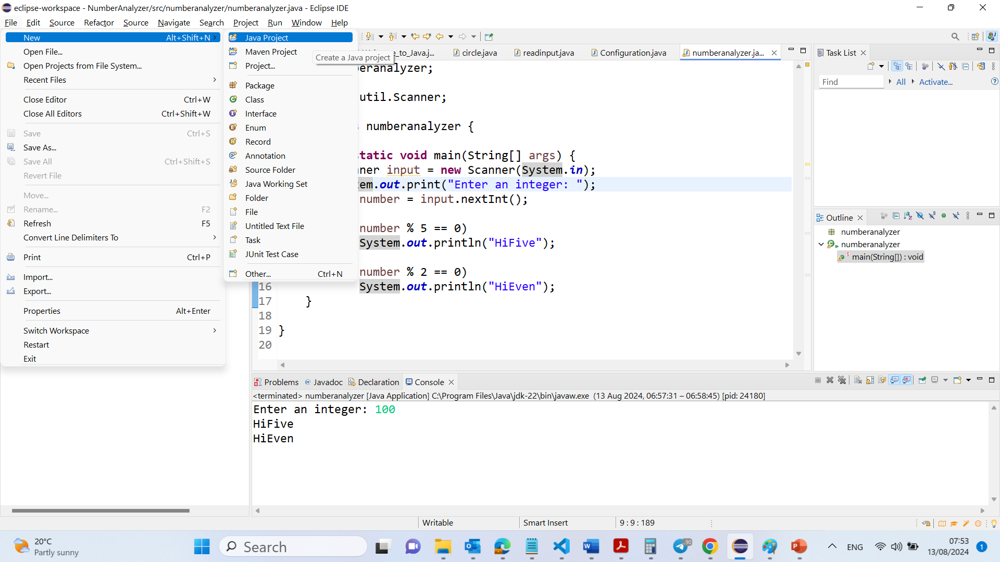 eclipse-workspace - NumberAnalyzer/src/numberanalyzer/numberanalyzer.java - Eclipse IDE
File Edit Source Refactor Source Navigate Search Project Run Window Help
New Alt+Shift+N
Open File...
Open Projects from File System...
Recent Files
Close Editor Ctrl+W
Close All Editors Ctrl+Shift+W
Save Ctrl+S
Save As...
Save All Ctrl+Shift+S
Revert File
Move...
Rename... F2
Refresh F5
Convert Line Delimiters To
Print Ctrl+P
Import...
Export...
Properties Alt+Enter
Switch Workspace
Restart
Exit
Java Project
Maven Project
Project...
Package
Class
Interface
Enum
Record
Annotation
Source Folder
Java Working Set
Folder
File
Untitled Text File
Task
JUnit Test Case
Other... Ctrl+N
Create a Java project
_to_Java.j... circle.java readinput.java Configuration.java numberanalyzer.ja...
eranalyzer;
util.Scanner;
numberanalyzer {
tatic void main(String[] args) {
nner input = new Scanner(System.in);
em.out.print("Enter an integer: ");
number = input.nextInt();
number % 5 == 0)
System.out.println("HiFive");
number % 2 == 0)
16 System.out.println("HiEven");
17 }
18
19 }
20
Task List
Find All Activate...
Outline
numberanalyzer
numberanalyzer
main(String[]) : void
Problems Javadoc Declaration Console
<terminated> numberanalyzer [Java Application] C:\Program Files\Java\jdk-22\bin\javaw.exe (13 Aug 2024, 06:57:31 – 06:58:45) [pid: 24180]
Enter an integer: 100
HiFive
HiEven
Writable Smart Insert 9 : 9 : 189
20°C
Partly sunny
Search
90
ENG
07:53
13/08/2024
1